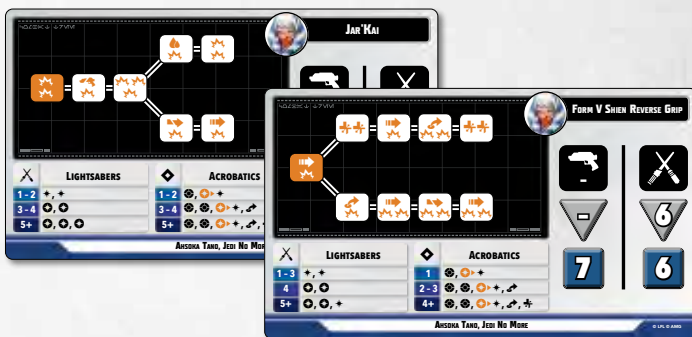 JAR'KAI
LIGHTSABERS
ACROBATICS
1-2
1-2
3-4
3-4
5+
5+
AHSOKA TANO, JEDI NO MOR
FORM V SHIEN REVERSE GRIP
-
-
6
7
6
LIGHTSABERS
ACROBATICS
1-3
1
4
2-3
5+
4+
AHSOKA TANO, JEDI NO MORE
© LFL © AMG